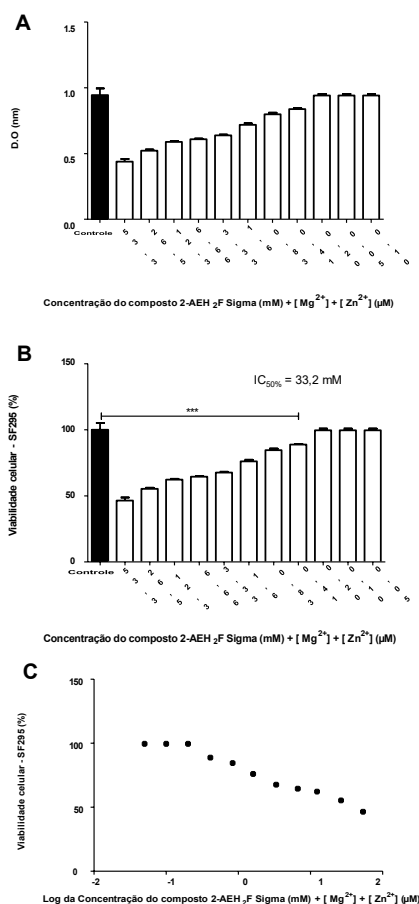 A
1.5
1.0
0.5
0.0
D.O (nm)
Controle
Concentração do composto 2-AEH 2F Sigma (mM) + [ Mg2+] + [ Zn2+] (µM)
B
150
100
50
0
Viabilidade celular - SF295 (%)
IC50% = 33,2 mM
***
Controle
Concentração do composto 2-AEH 2F Sigma (mM) + [ Mg2+] + [ Zn2+] (µM)
C
150
100
50
0
Viabilidade celular - SF295 (%)
-2 -1 0 1 2
Log da Concentração do composto 2-AEH 2F Sigma (mM) + [ Mg2+] + [ Zn2+] (µM)